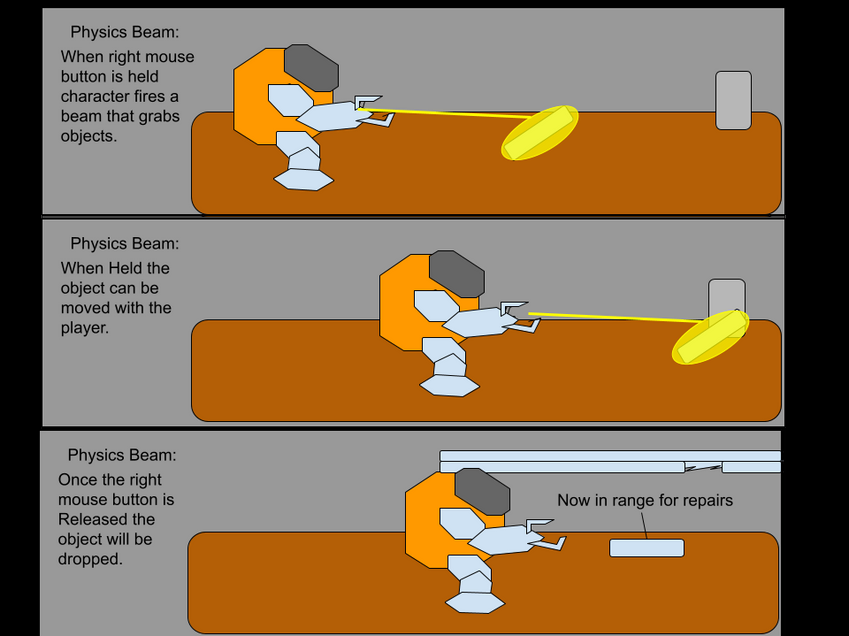 Physics Beam:
When right mouse
button is held
character fires a
beam that grabs
objects.
Physics Beam:
When Held the
object can be
moved with the
player.
Physics Beam:
Once the right
mouse button is
Released the
object will be
dropped.
Now in range for repairs